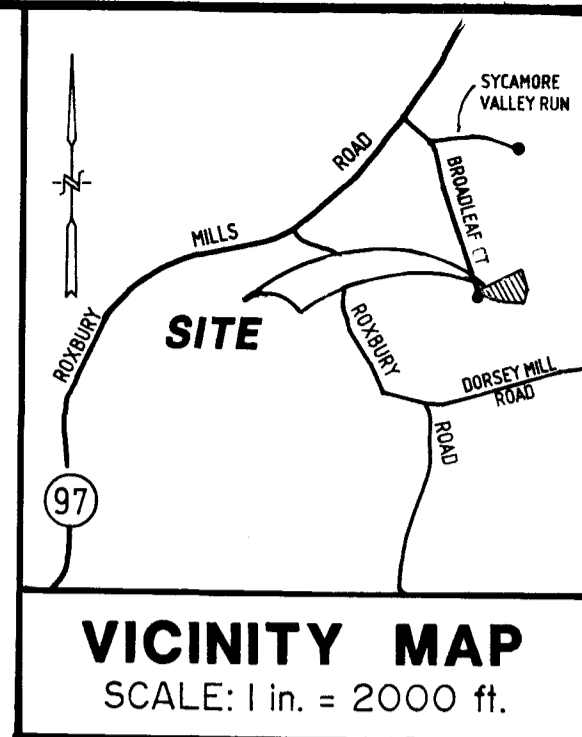 SYCAMORE
VALLEY RUN
ROAD
BROADLEAF CT
MILLS
SITE
ROXBURY
ROXBURY
DORSEY MILL
ROAD
ROAD
97
VICINITY MAP
SCALE: 1 in. = 2000 ft.